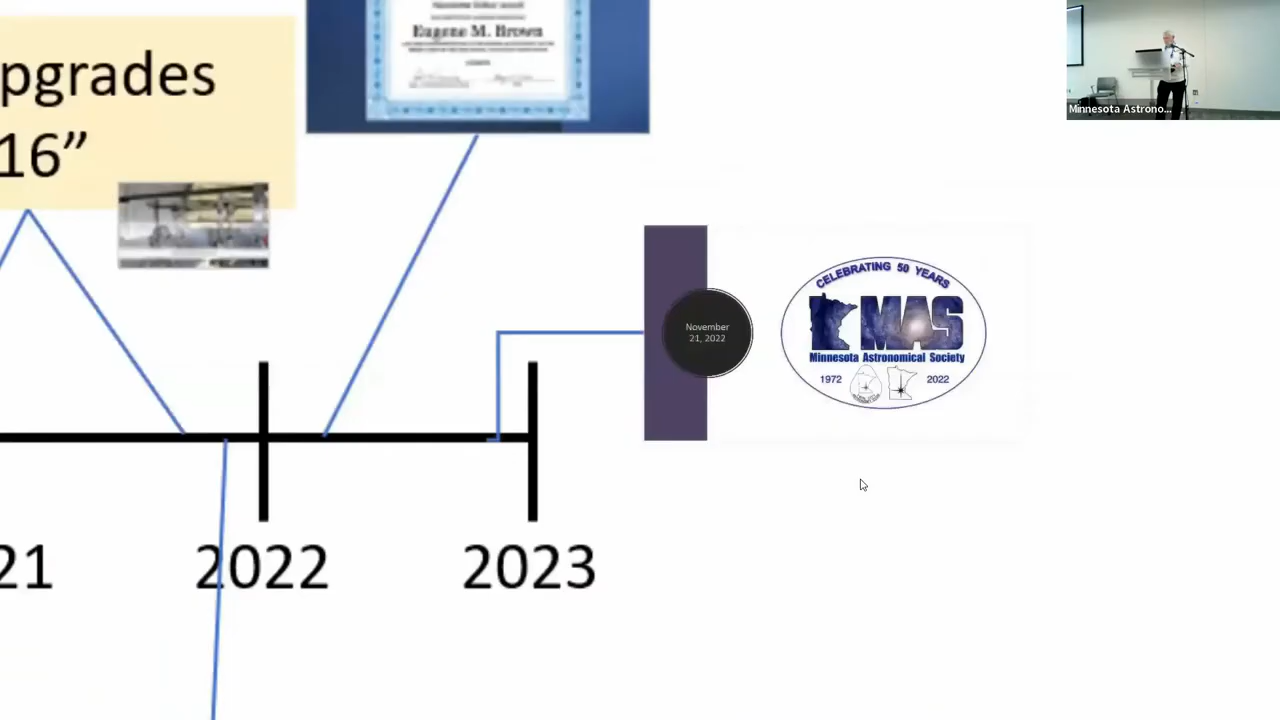 pgrades
16”
Eugene M. Brown
Minnesota Astrono...
November
21, 2022
CELEBRATING 50 YEARS
MAS
Minnesota Astronomical Society
1972
2022
21
2022
2023